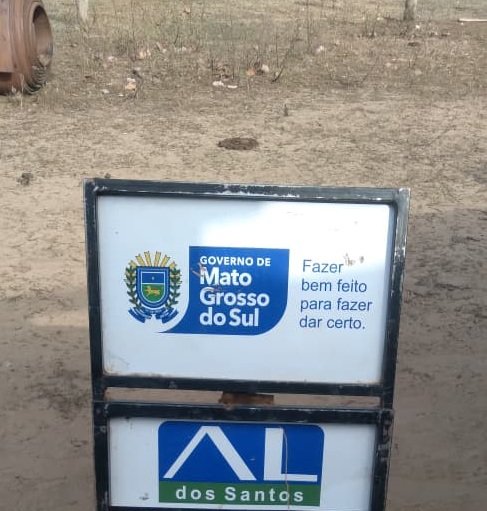 GOVERNO DE
Mato
Grosso
do Sul
Fazer
bem feito
para fazer
dar certo.
AL
dos Santos